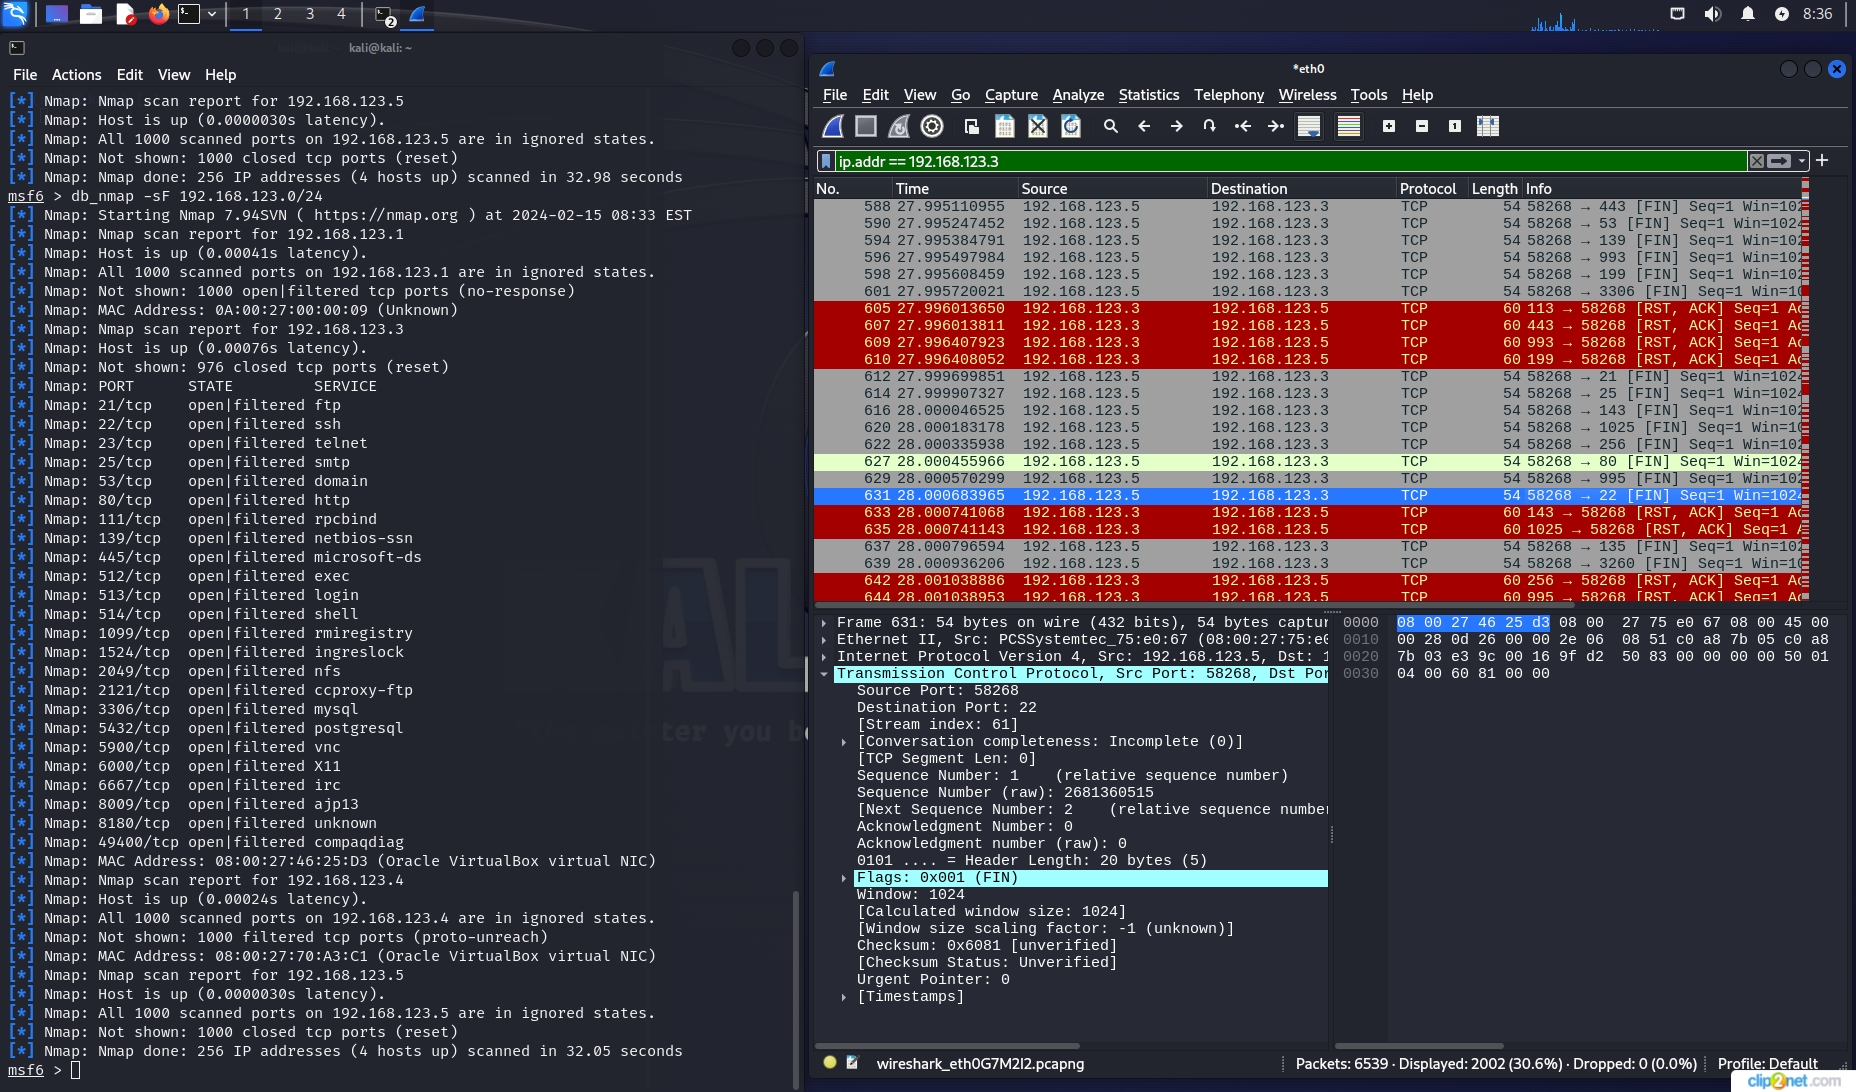 1 2 3 4 2 8:36
kali@kali: ~
File Actions Edit View Help
[*] Nmap: Nmap scan report for 192.168.123.5
[*] Nmap: Host is up (0.0000030s latency).
[*] Nmap: All 1000 scanned ports on 192.168.123.5 are in ignored states.
[*] Nmap: Not shown: 1000 closed tcp ports (reset)
[*] Nmap: Nmap done: 256 IP addresses (4 hosts up) scanned in 32.98 seconds
msf6 > db_nmap -sF 192.168.123.0/24
[*] Nmap: Starting Nmap 7.94SVN ( https://nmap.org ) at 2024-02-15 08:33 EST
[*] Nmap: Nmap scan report for 192.168.123.1
[*] Nmap: Host is up (0.00041s latency).
[*] Nmap: All 1000 scanned ports on 192.168.123.1 are in ignored states.
[*] Nmap: Not shown: 1000 open|filtered tcp ports (no-response)
[*] Nmap: MAC Address: 0A:00:27:00:00:09 (Unknown)
[*] Nmap: Nmap scan report for 192.168.123.3
[*] Nmap: Host is up (0.00076s latency).
[*] Nmap: Not shown: 976 closed tcp ports (reset)
[*] Nmap: PORT STATE SERVICE
[*] Nmap: 21/tcp open|filtered ftp
[*] Nmap: 22/tcp open|filtered ssh
[*] Nmap: 23/tcp open|filtered telnet
[*] Nmap: 25/tcp open|filtered smtp
[*] Nmap: 53/tcp open|filtered domain
[*] Nmap: 80/tcp open|filtered http
[*] Nmap: 111/tcp open|filtered rpcbind
[*] Nmap: 139/tcp open|filtered netbios-ssn
[*] Nmap: 445/tcp open|filtered microsoft-ds
[*] Nmap: 512/tcp open|filtered exec
[*] Nmap: 513/tcp open|filtered login
[*] Nmap: 514/tcp open|filtered shell
[*] Nmap: 1099/tcp open|filtered rmiregistry
[*] Nmap: 1524/tcp open|filtered ingreslock
[*] Nmap: 2049/tcp open|filtered nfs
[*] Nmap: 2121/tcp open|filtered ccproxy-ftp
[*] Nmap: 3306/tcp open|filtered mysql
[*] Nmap: 5432/tcp open|filtered postgresql
[*] Nmap: 5900/tcp open|filtered vnc
[*] Nmap: 6000/tcp open|filtered X11
[*] Nmap: 6667/tcp open|filtered irc
[*] Nmap: 8009/tcp open|filtered ajp13
[*] Nmap: 8180/tcp open|filtered unknown
[*] Nmap: 49400/tcp open|filtered compaqdiag
[*] Nmap: MAC Address: 08:00:27:46:25:D3 (Oracle VirtualBox virtual NIC)
[*] Nmap: Nmap scan report for 192.168.123.4
[*] Nmap: Host is up (0.00024s latency).
[*] Nmap: All 1000 scanned ports on 192.168.123.4 are in ignored states.
[*] Nmap: Not shown: 1000 filtered tcp ports (proto-unreach)
[*] Nmap: MAC Address: 08:00:27:70:A3:C1 (Oracle VirtualBox virtual NIC)
[*] Nmap: Nmap scan report for 192.168.123.5
[*] Nmap: Host is up (0.0000030s latency).
[*] Nmap: All 1000 scanned ports on 192.168.123.5 are in ignored states.
[*] Nmap: Not shown: 1000 closed tcp ports (reset)
[*] Nmap: Nmap done: 256 IP addresses (4 hosts up) scanned in 32.05 seconds
msf6 >
*eth0
File Edit View Go Capture Analyze Statistics Telephony Wireless Tools Help
ip.addr == 192.168.123.3
No. Time Source Destination Protocol Length Info
588 27.995110955 192.168.123.5 192.168.123.3 TCP 54 58268 → 443 [FIN] Seq=1 Win=102
590 27.995247452 192.168.123.5 192.168.123.3 TCP 54 58268 → 53 [FIN] Seq=1 Win=1024
594 27.995384791 192.168.123.5 192.168.123.3 TCP 54 58268 → 139 [FIN] Seq=1 Win=102
596 27.995497984 192.168.123.5 192.168.123.3 TCP 54 58268 → 993 [FIN] Seq=1 Win=102
598 27.995608459 192.168.123.5 192.168.123.3 TCP 54 58268 → 199 [FIN] Seq=1 Win=102
601 27.995720021 192.168.123.5 192.168.123.3 TCP 54 58268 → 3306 [FIN] Seq=1 Win=10
605 27.996013650 192.168.123.3 192.168.123.5 TCP 60 113 → 58268 [RST, ACK] Seq=1 Ac
607 27.996013811 192.168.123.3 192.168.123.5 TCP 60 443 → 58268 [RST, ACK] Seq=1 Ac
609 27.996407923 192.168.123.3 192.168.123.5 TCP 60 993 → 58268 [RST, ACK] Seq=1 Ac
610 27.996408052 192.168.123.3 192.168.123.5 TCP 60 199 → 58268 [RST, ACK] Seq=1 Ac
612 27.999699851 192.168.123.5 192.168.123.3 TCP 54 58268 → 21 [FIN] Seq=1 Win=1024
614 27.999907327 192.168.123.5 192.168.123.3 TCP 54 58268 → 25 [FIN] Seq=1 Win=1024
616 28.000046525 192.168.123.5 192.168.123.3 TCP 54 58268 → 143 [FIN] Seq=1 Win=102
620 28.000183178 192.168.123.5 192.168.123.3 TCP 54 58268 → 1025 [FIN] Seq=1 Win=10
622 28.000335938 192.168.123.5 192.168.123.3 TCP 54 58268 → 256 [FIN] Seq=1 Win=102
627 28.000455966 192.168.123.5 192.168.123.3 TCP 54 58268 → 80 [FIN] Seq=1 Win=1024
629 28.000570299 192.168.123.5 192.168.123.3 TCP 54 58268 → 995 [FIN] Seq=1 Win=102
631 28.000683965 192.168.123.5 192.168.123.3 TCP 54 58268 → 22 [FIN] Seq=1 Win=1024
633 28.000741068 192.168.123.3 192.168.123.5 TCP 60 143 → 58268 [RST, ACK] Seq=1 Ac
635 28.000741143 192.168.123.3 192.168.123.5 TCP 60 1025 → 58268 [RST, ACK] Seq=1 A
637 28.000796594 192.168.123.5 192.168.123.3 TCP 54 58268 → 135 [FIN] Seq=1 Win=102
639 28.000936206 192.168.123.5 192.168.123.3 TCP 54 58268 → 3260 [FIN] Seq=1 Win=10
642 28.001038886 192.168.123.3 192.168.123.5 TCP 60 256 → 58268 [RST, ACK] Seq=1 Ac
644 28.001038953 192.168.123.3 192.168.123.5 TCP 60 995 → 58268 [RST, ACK] Seq=1 Ac
Frame 631: 54 bytes on wire (432 bits), 54 bytes captur
Ethernet II, Src: PCSSystemtec_75:e0:67 (08:00:27:75:e0
Internet Protocol Version 4, Src: 192.168.123.5, Dst: 1
Transmission Control Protocol, Src Port: 58268, Dst Por
Source Port: 58268
Destination Port: 22
[Stream index: 61]
[Conversation completeness: Incomplete (0)]
[TCP Segment Len: 0]
Sequence Number: 1 (relative sequence number)
Sequence Number (raw): 2681360515
[Next Sequence Number: 2 (relative sequence number
Acknowledgment Number: 0
Acknowledgment number (raw): 0
0101 .... = Header Length: 20 bytes (5)
Flags: 0x001 (FIN)
Window: 1024
[Calculated window size: 1024]
[Window size scaling factor: -1 (unknown)]
Checksum: 0x6081 [unverified]
[Checksum Status: Unverified]
Urgent Pointer: 0
[Timestamps]
0000 08 00 27 46 25 d3 08 00 27 75 e0 67 08 00 45 00
0010 00 28 0d 26 00 00 2e 06 08 51 c0 a8 7b 05 c0 a8
0020 7b 03 e3 9c 00 16 9f d2 50 83 00 00 00 00 50 01
0030 04 00 60 81 00 00
wireshark_eth0G7M2I2.pcapng Packets: 6539 · Displayed: 2002 (30.6%) · Dropped: 0 (0.0%) Profile: Default
clip2net.com